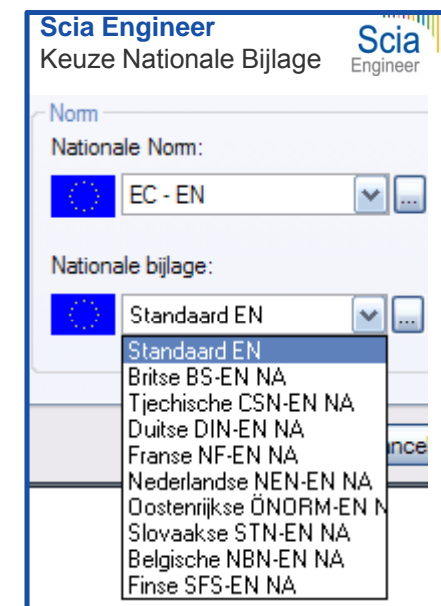 Scia Engineer
Keuze Nationale Bijlage
Scia
Engineer
Norm
Nationale Norm:
EC - EN
...
Nationale bijlage:
Standaard EN
...
Standaard EN
Britse BS-EN NA
Tjechische CSN-EN NA
Duitse DIN-EN NA
Franse NF-EN NA
ncel
Nederlandse NEN-EN NA
Oostenrijkse ÖNORM-EN N
Slovaakse STN-EN NA
Belgische NBN-EN NA
Finse SFS-EN NA